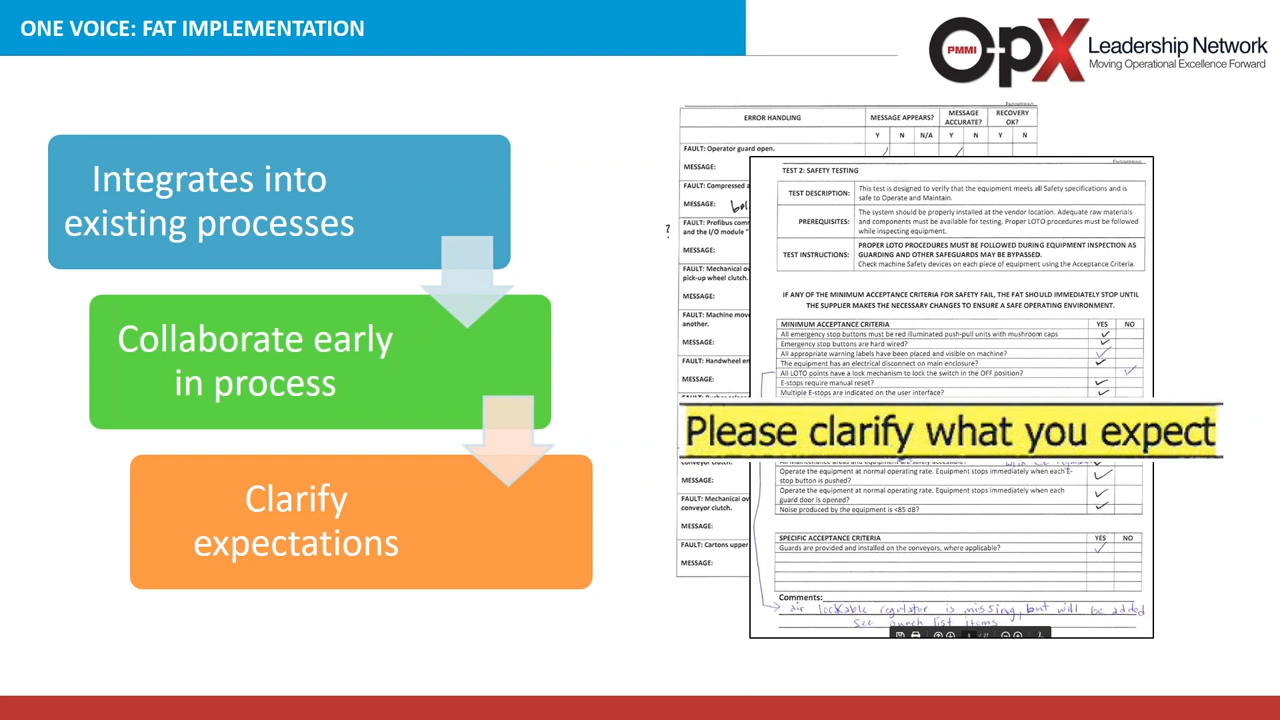 ONE VOICE: FAT IMPLEMENTATION
PMMI
OpX
Leadership Network
Moving Operational Excellence Forward
Integrates into
existing processes
Collaborate early
in process
Clarify
expectations
ERROR HANDLING
MESSAGE APPEARS?
MESSAGE
ACCURATE?
RECOVERY
OK?
Y N N/A Y N Y N
FAULT: Operator guard open.
MESSAGE:
FAULT: Compressed a
MESSAGE:
FAULT: Profibus com
and the I/O module "
MESSAGE:
FAULT: Mechanical ov
pick-up wheel clutch.
MESSAGE:
FAULT: Machine move
another.
MESSAGE:
FAULT: Handwheel en
MESSAGE:
conveyor clutch.
MESSAGE:
FAULT: Mechanical ov
conveyor clutch.
MESSAGE:
FAULT: Cartons upper
MESSAGE:
TEST 2: SAFETY TESTING
TEST DESCRIPTION:
This test is designed to verify that the equipment meets all Safety specifications and is
safe to Operate and Maintain.
PREREQUISITES:
The system should be properly installed at the vendor location. Adequate raw materials
and components must be available for testing. Proper LOTO procedures must be followed
while inspecting equipment.
TEST INSTRUCTIONS:
PROPER LOTO PROCEDURES MUST BE FOLLOWED DURING EQUIPMENT INSPECTION AS
GUARDING AND OTHER SAFEGUARDS MAY BE BYPASSED.
Check machine Safety devices on each piece of equipment using the Acceptance Criteria.
IF ANY OF THE MINIMUM ACCEPTANCE CRITERIA FOR SAFETY FAIL, THE FAT SHOULD IMMEDIATELY STOP UNTIL
THE SUPPLIER MAKES THE NECESSARY CHANGES TO ENSURE A SAFE OPERATING ENVIRONMENT.
MINIMUM ACCEPTANCE CRITERIA YES NO
All emergency stop buttons must be red illuminated push-pull units with mushroom caps
Emergency stop buttons are hard wired?
All appropriate warning labels have been placed and visible on machine?
The equipment has an electrical disconnect on main enclosure?
All LOTO points have a lock mechanism to lock the switch in the OFF position?
E-stops require manual reset?
Multiple E-stops are indicated on the user interface?
Please clarify what you expect
Operate the equipment at normal operating rate. Equipment stops immediately when each E-
stop button is pushed?
Operate the equipment at normal operating rate. Equipment stops immediately when each
guard door is opened?
Noise produced by the equipment is <85 dB?
SPECIFIC ACCEPTANCE CRITERIA YES NO
Guards are provided and installed on the conveyors, where applicable?
Comments:
air lockable regulator is missing, but will be added
see punch list items